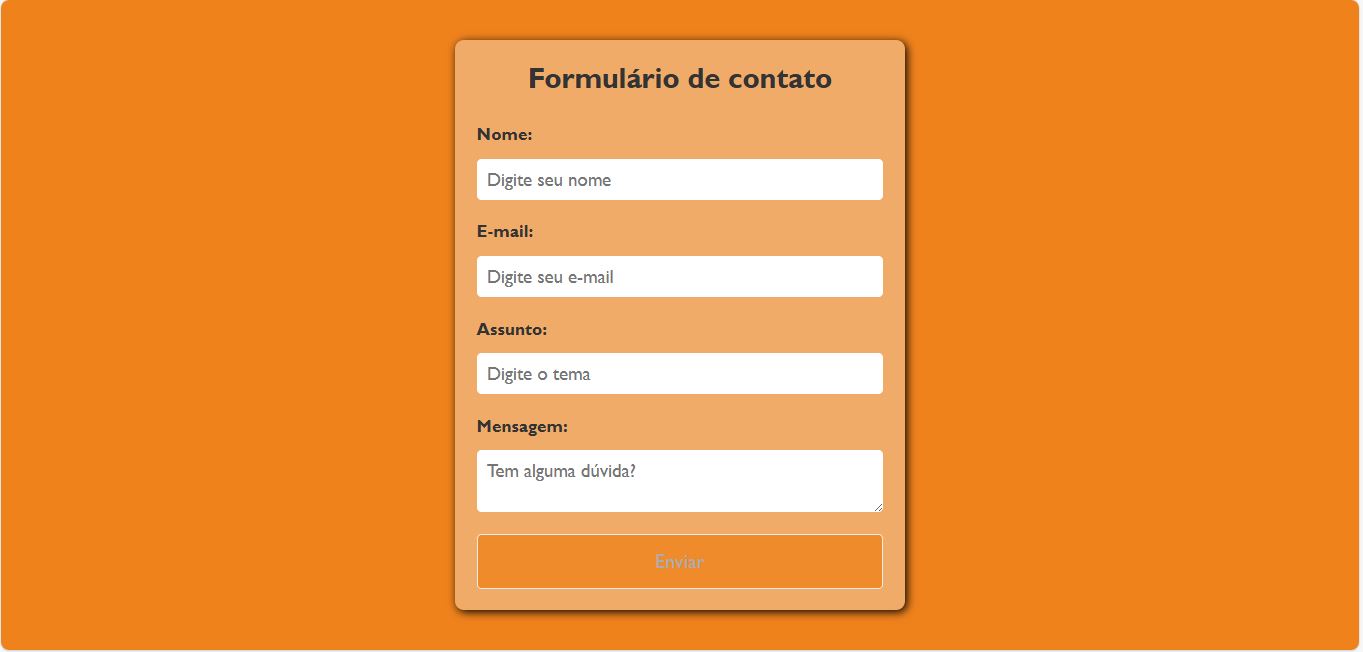 Formulário de contato
Nome:
Digite seu nome
E-mail:
Digite seu e-mail
Assunto:
Digite o tema
Mensagem:
Tem alguma dúvida?
Enviar